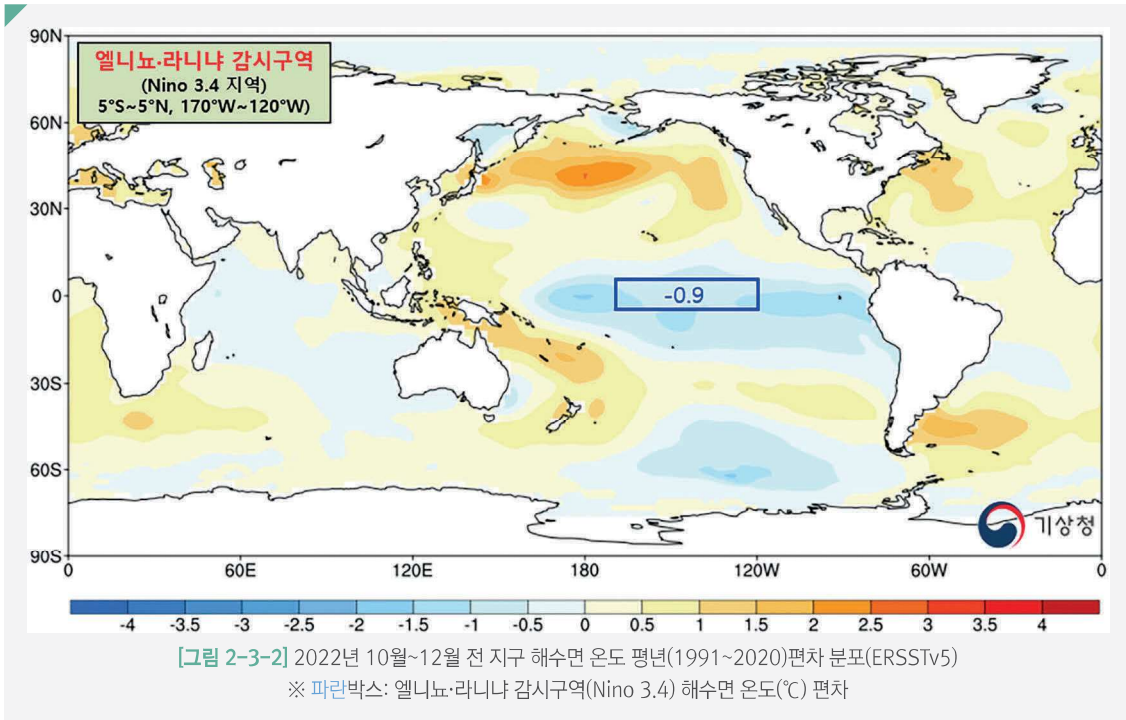 엘니뇨·라니냐 감시구역
(Nino 3.4 지역)
5°S~5°N, 170°W~120°W)
90N
60N
30N
0
30S
60S
90S
-0.9
기상청
0 60E 120E 180 120W 60W 0
-4 -3.5 -3 -2.5 -2 -1.5 -1 -0.5 0 0.5 1 1.5 2 2.5 3 3.5 4
[그림 2-3-2] 2022년 10월~12월 전 지구 해수면 온도 평년(1991~2020)편차 분포(ERSSTv5)
※ 파란박스: 엘니뇨·라니냐 감시구역(Nino 3.4) 해수면 온도(℃) 편차